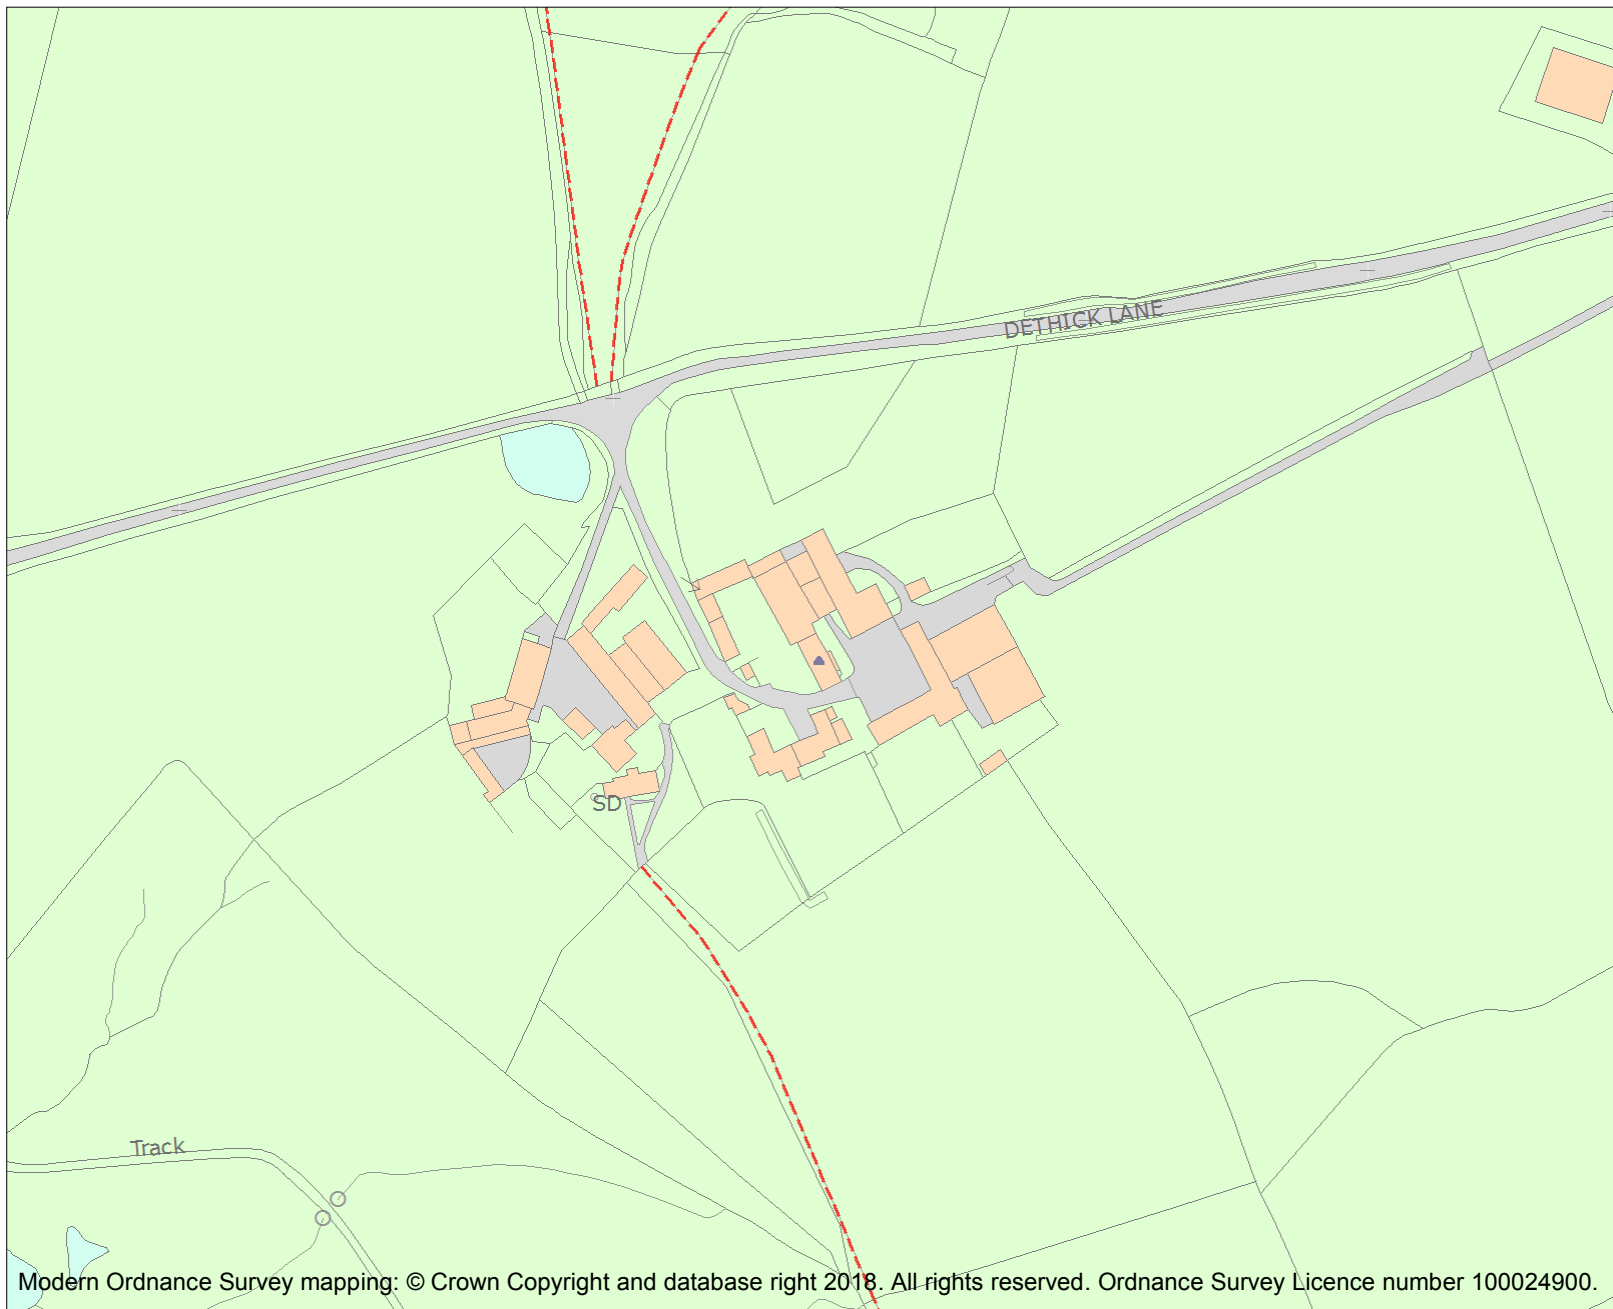 DETHICK LANE
SD
Track
Modern Ordnance Survey mapping: © Crown Copyright and database right 2018. All rights reserved. Ordnance Survey Licence number 100024900.